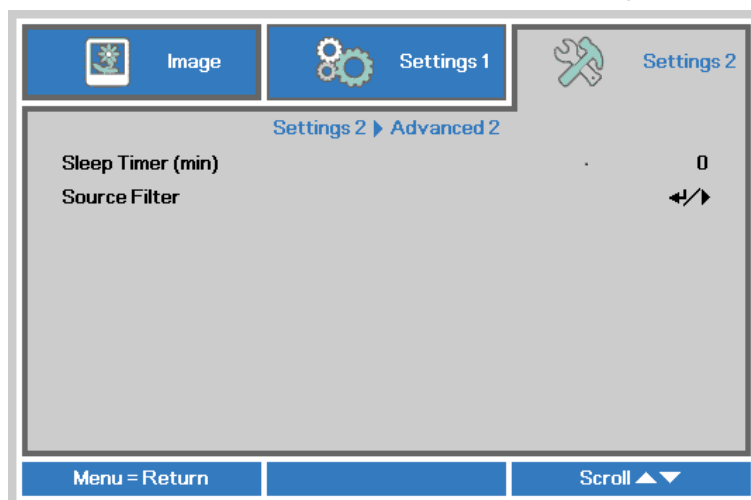 Image
Settings 1
Settings 2
Settings 2 ▶ Advanced 2
Sleep Timer (min) 0
Source Filter ↵/▶
Menu = Return
Scroll ▲▼